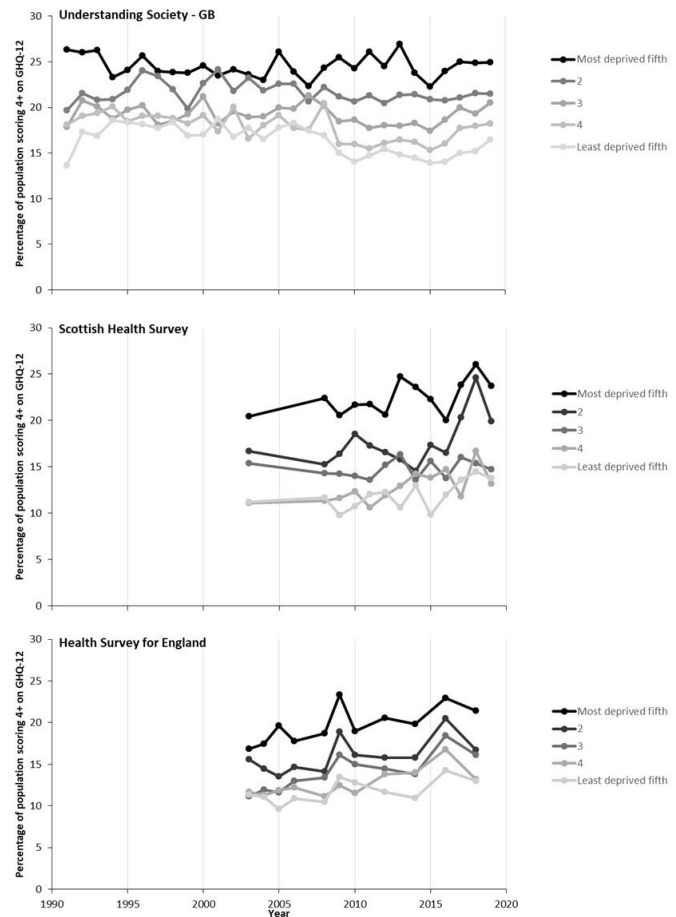 Understanding Society - GB
Percentage of population scoring 4+ on GHQ-12
30
25
20
15
10
5
0
Most deprived fifth
2
3
4
Least deprived fifth
Scottish Health Survey
Percentage of population scoring 4+ on GHQ-12
30
25
20
15
10
5
0
Most deprived fifth
2
3
4
Least deprived fifth
Health Survey for England
Percentage of population scoring 4+ on GHQ-12
30
25
20
15
10
5
0
Most deprived fifth
2
3
4
Least deprived fifth
1990 1995 2000 2005 2010 2015 2020
Year